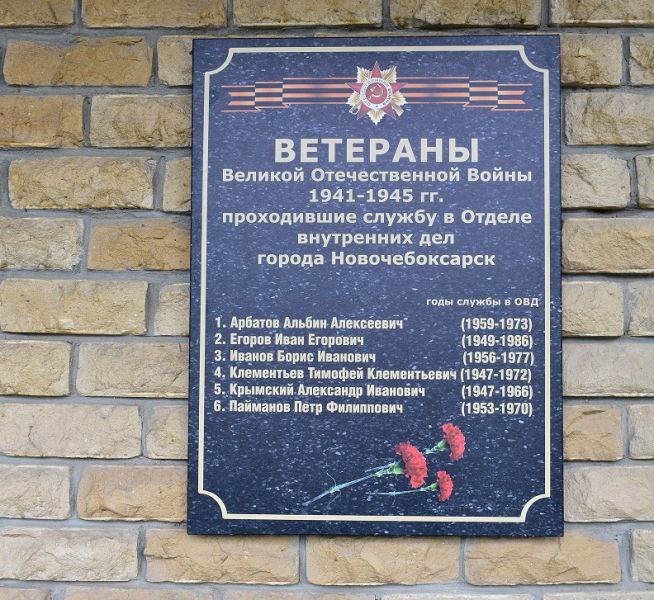 ВЕТЕРАНЫ
Великой Отечественной Войны
1941-1945 гг.
проходившие службу в Отделе
внутренних дел
города Новочебоксарск
годы службы в ОВД
1. Арбатов Альбин Алексеевич (1959-1973)
2. Егоров Иван Егорович (1949-1986)
3. Иванов Борис Иванович (1956-1977)
4. Клементьев Тимофей Клементьевич (1947-1972)
5. Крымский Александр Иванович (1947-1966)
6. Пайманов Петр Филиппович (1953-1970)